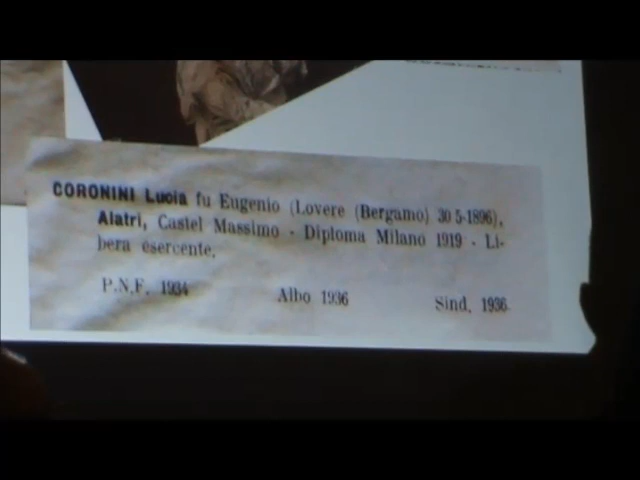 CORONINI Lucia fu Eugenio (Lovere (Bergamo) 30 5-1896),
Alatri, Castel Massimo - Diploma Milano 1919 - Li-
bera esercente.
P.N.F. 1934 Albo 1936 Sind. 1936